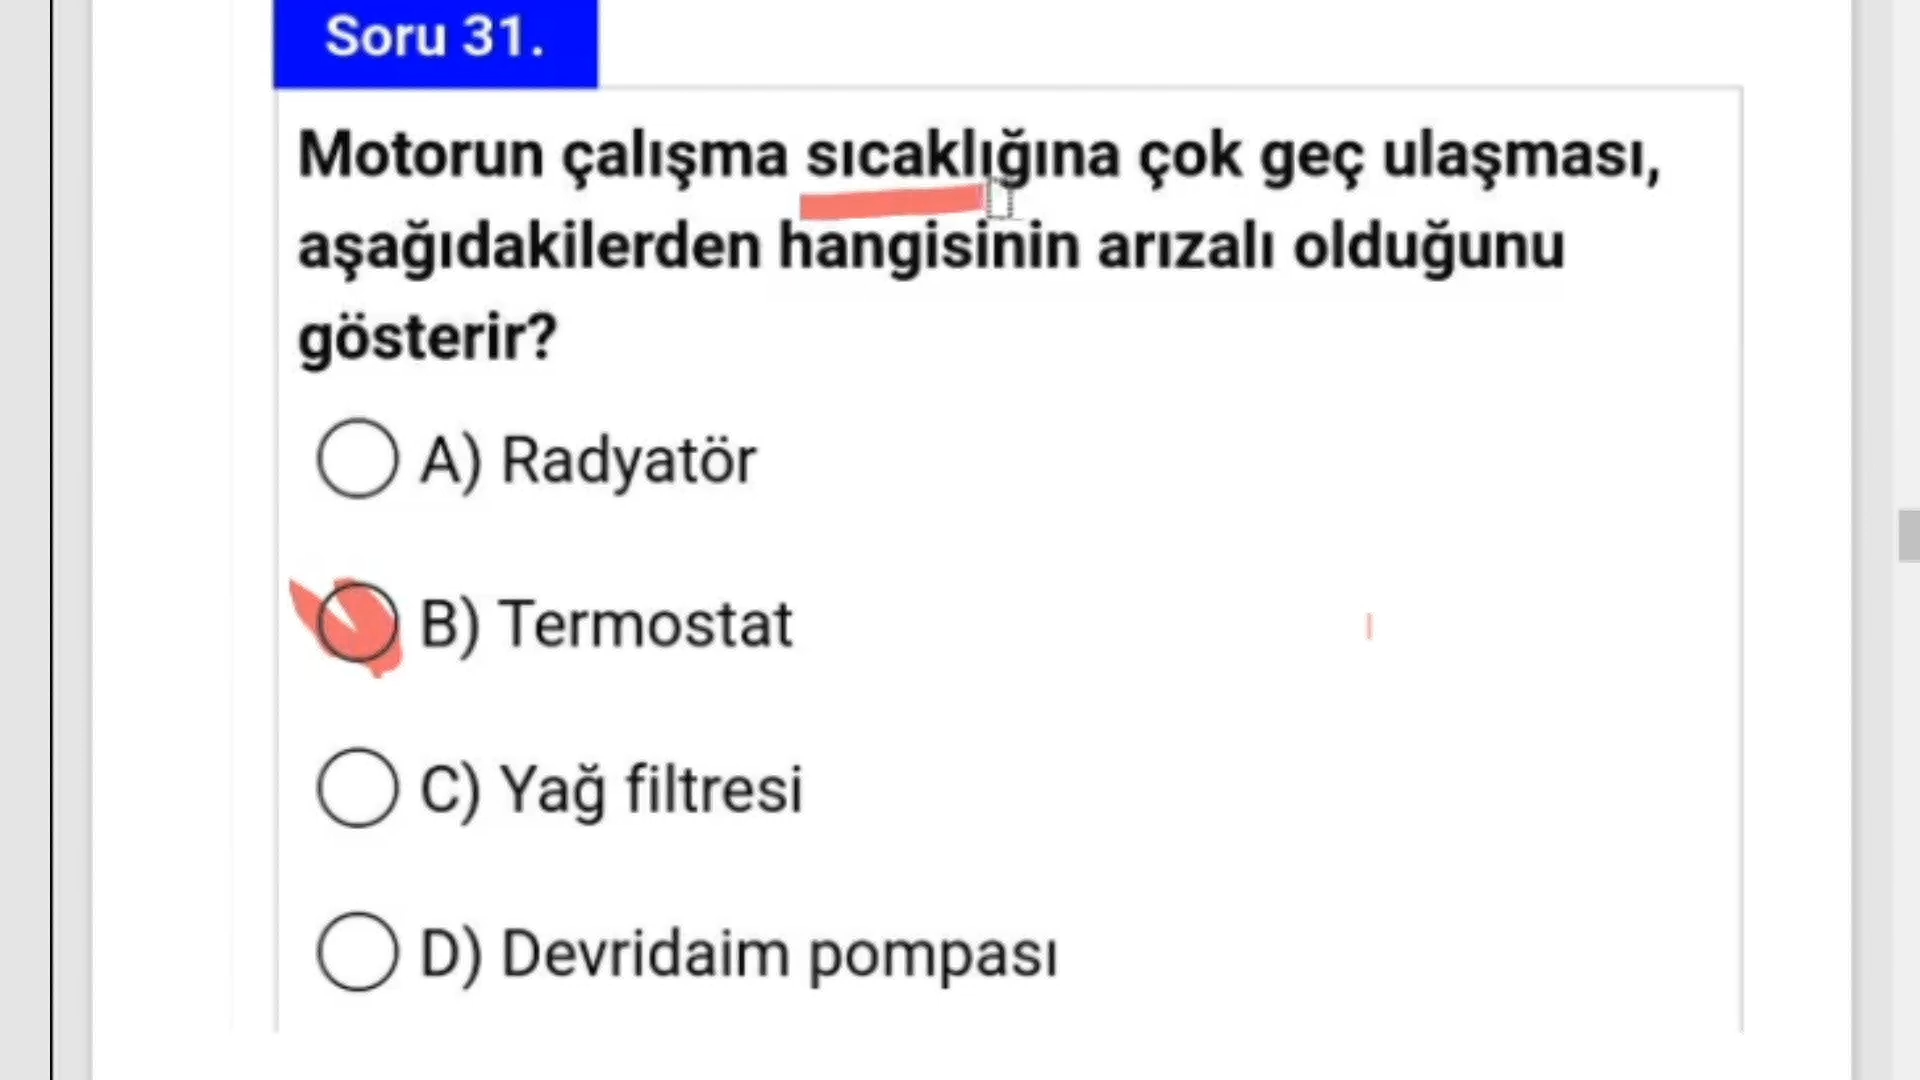 Soru 31.
Motorun çalışma sıcaklığına çok geç ulaşması,
aşağıdakilerden hangisinin arızalı olduğunu
gösterir?
A) Radyatör
B) Termostat
C) Yağ filtresi
D) Devridaim pompası